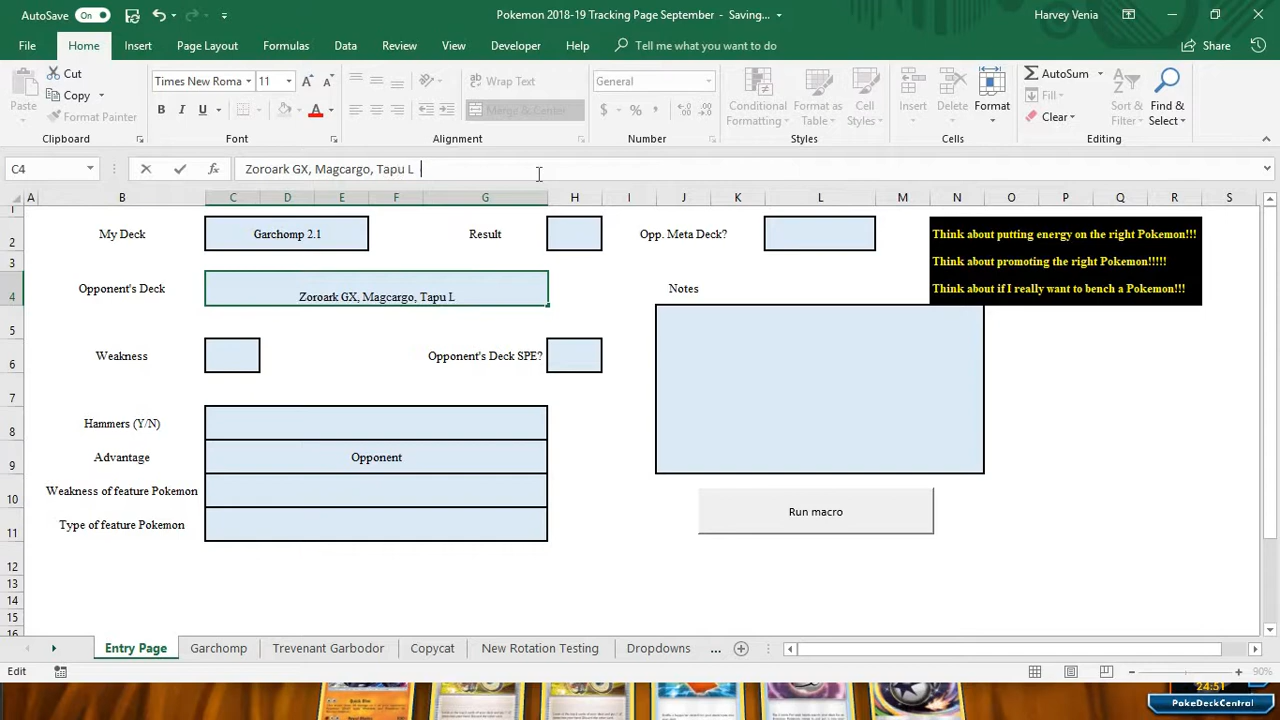 AutoSave On
Pokemon 2018-19 Tracking Page September - Saving...
Harvey Venia
File Home Insert Page Layout Formulas Data Review View Developer Help Tell me what you want to do Share
Paste Cut
Copy
Format Painter
Clipboard
Times New Roma 11
B I U
Font
Wrap Text
Merge & Center
Alignment
General
$ % ,
Number
Conditional Formatting
Format as Table
Cell Styles
Styles
Insert Delete Format
Cells
AutoSum
Fill
Clear
Sort & Filter
Find & Select
Editing
C4 fx Zoroark GX, Magcargo, Tapu L
A B C D E F G H I J K L M N O P Q R S
2 My Deck Garchomp 2.1 Result Opp. Meta Deck? Think about putting energy on the right Pokemon!!!
3 Think about promoting the right Pokemon!!!!!
4 Opponent's Deck Zoroark GX, Magcargo, Tapu L Notes Think about if I really want to bench a Pokemon!!!
5
6 Weakness Opponent's Deck SPE?
7
8 Hammers (Y/N)
9 Advantage Opponent
10 Weakness of feature Pokemon Run macro
11 Type of feature Pokemon
12
13
14
15
16
Entry Page Garchomp Trevenant Garbodor Copycat New Rotation Testing Dropdowns ...
Edit 90%
24:51
PokeDeckCentral